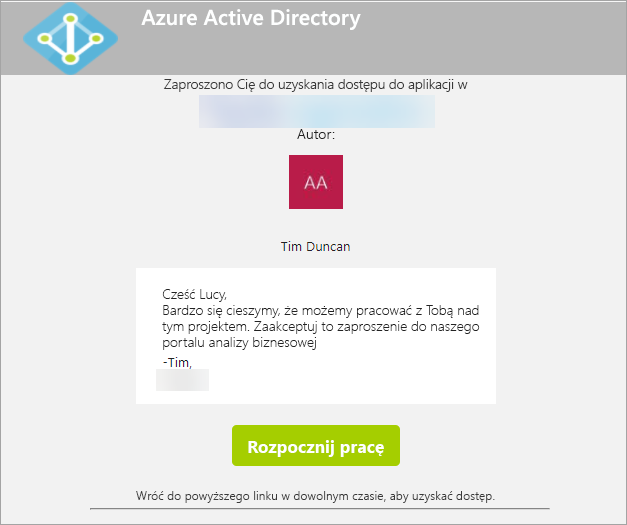 Azure Active Directory
Zaproszono Cię do uzyskania dostępu do aplikacji w
Autor:
AA
Tim Duncan
Cześć Lucy,
Bardzo się cieszymy, że możemy pracować z Tobą nad
tym projektem. Zaakceptuj to zaproszenie do naszego
portalu analizy biznesowej
-Tim,
Rozpocznij pracę
Wróć do powyższego linku w dowolnym czasie, aby uzyskać dostęp.